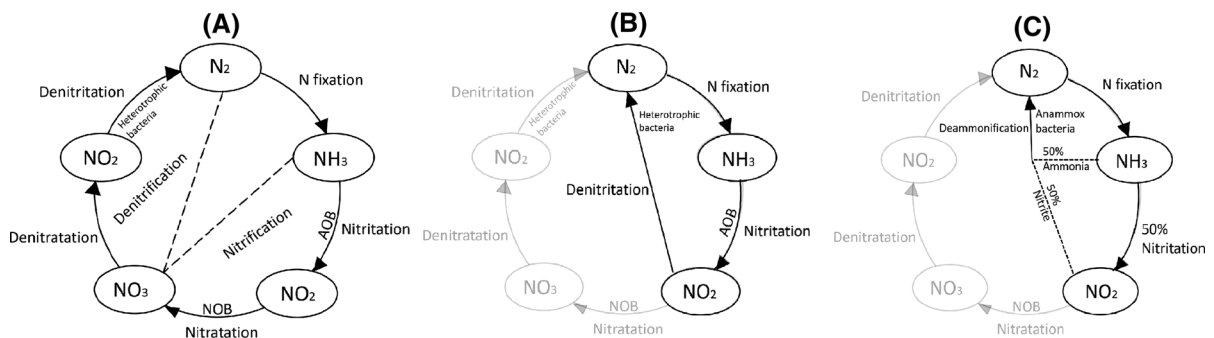 (A)
N2
Denitritation
N fixation
Heterotrophic
bacteria
NO2
NH3
Denitrification
Nitrification
AOB
Nitritation
Denitratation
NO3
NO2
NOB
Nitratation
(B)
N2
Denitritation
N fixation
Heterotrophic
bacteria
Heterotrophic
bacteria
NO2
NH3
Denitritation
AOB
Nitritation
Denitratation
NO3
NO2
NOB
Nitratation
(C)
N2
N fixation
Denitritation
Anammox
bacteria
Deammonification
NO2
50%
Ammonia
NH3
50%
Nitrite
50%
Nitritation
Denitratation
NO3
NO2
NOB
Nitratation